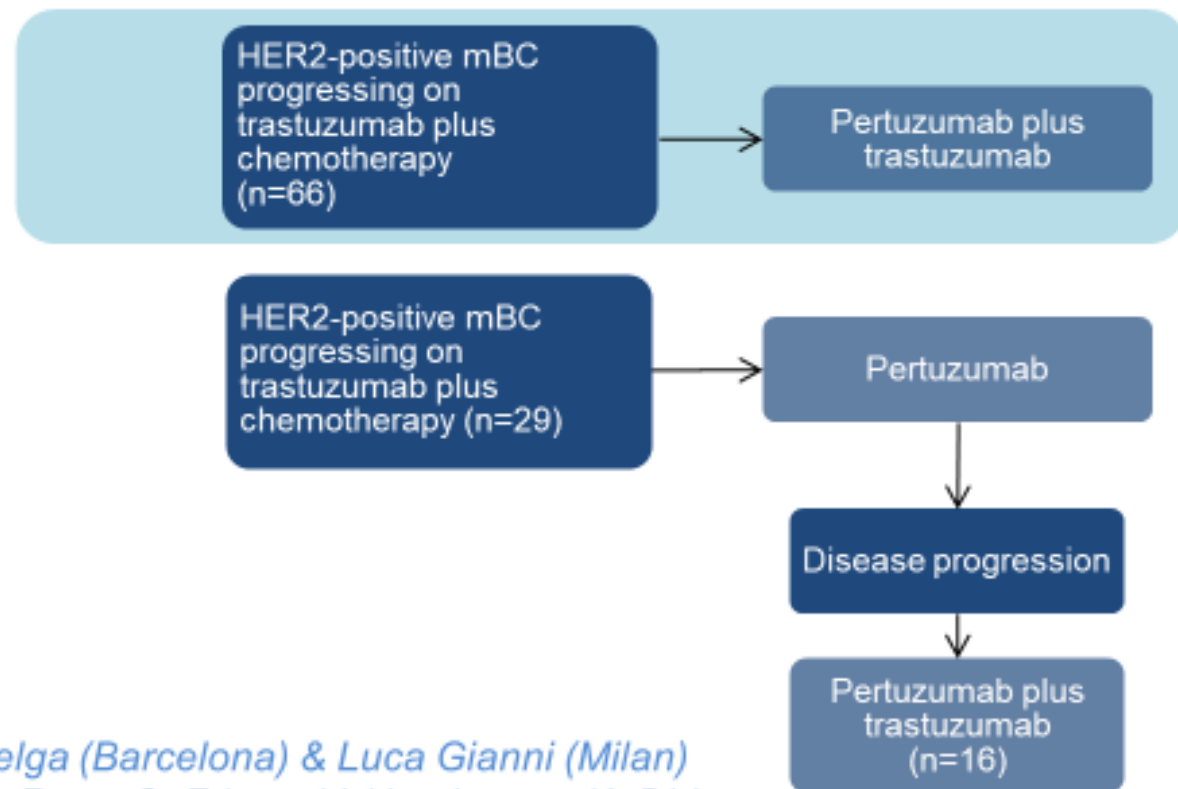 HER2-positive mBC
progressing on
trastuzumab plus
chemotherapy
(n=66)
Pertuzumab plus
trastuzumab
HER2-positive mBC
progressing on
trastuzumab plus
chemotherapy (n=29)
Pertuzumab
Disease progression
Pertuzumab plus
trastuzumab
(n=16)
elga (Barcelona) & Luca Gianni (Milan)